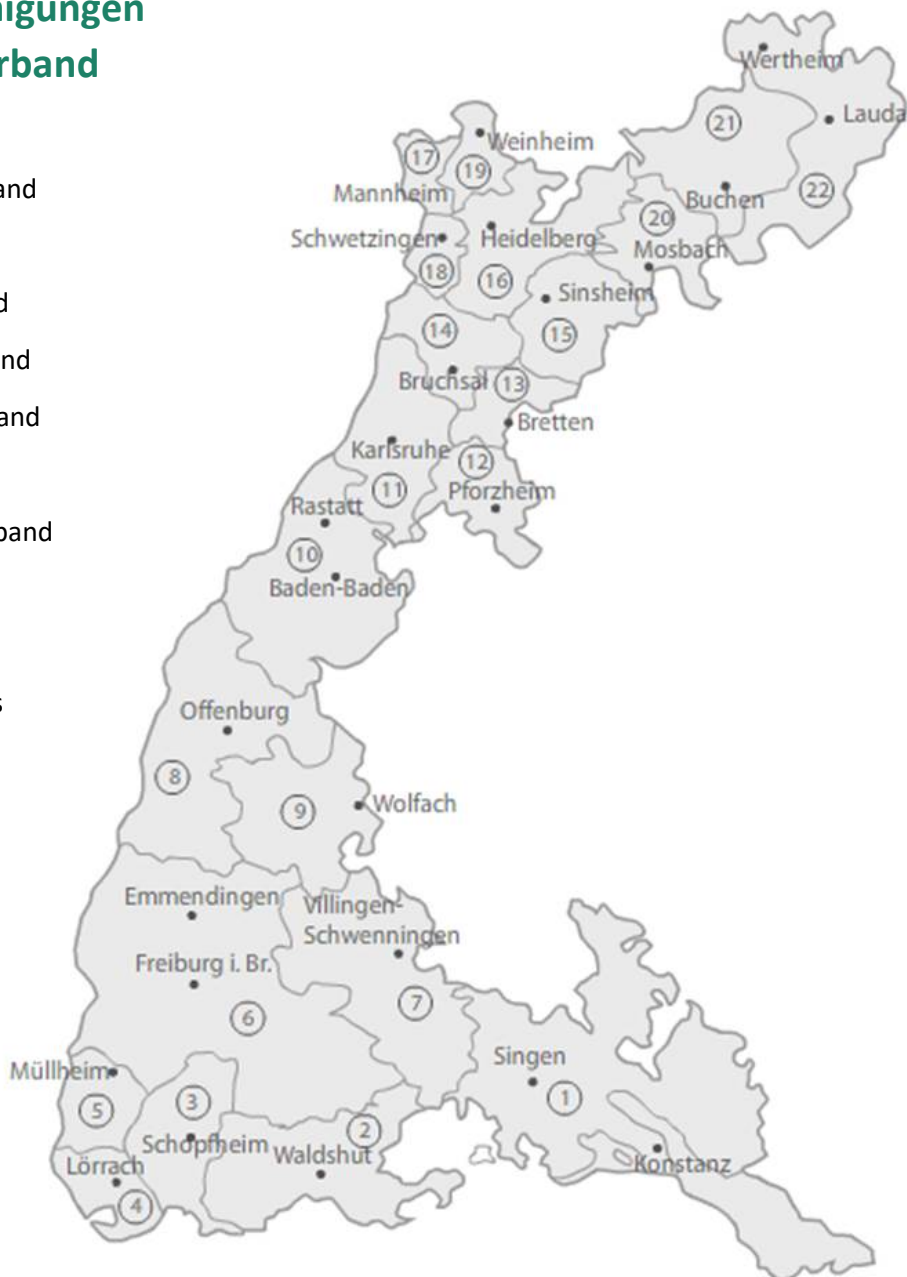 nigungen
rband
and
d
nd
and
band
s
Wertheim
Lauda
21
Weinheim
17
19
22
Mannheim
Buchen
20
Schwetzingen
Heidelberg
Mosbach
18
16
Sinsheim
14
15
Bruchsal
13
Bretten
Karlsruhe
12
11
Pforzheim
Rastatt
10
Baden-Baden
Offenburg
8
9
Wolfach
Emmendingen
Villingen-
Schwenningen
Freiburg i. Br.
7
6
Singen
Müllheim
5
3
1
2
Schopfheim
Waldshut
Lörrach
Konstanz
4